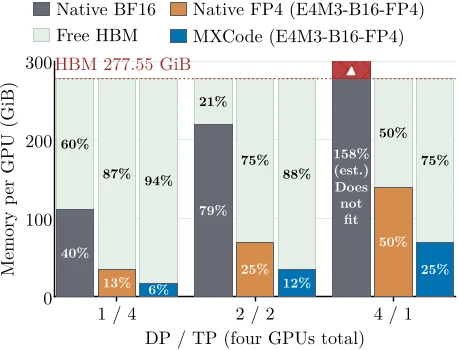 Native BF16 Native FP4 (E4M3-B16-FP4)
Free HBM MXCode (E4M3-B16-FP4)
HBM 277.55 GiB
Memory per GPU (GiB)
300
200
100
0
60%
40%
87%
13%
94%
6%
21%
79%
75%
25%
88%
12%
158%
(est.)
Does
not
fit
50%
50%
75%
25%
1 / 4 2 / 2 4 / 1
DP / TP (four GPUs total)